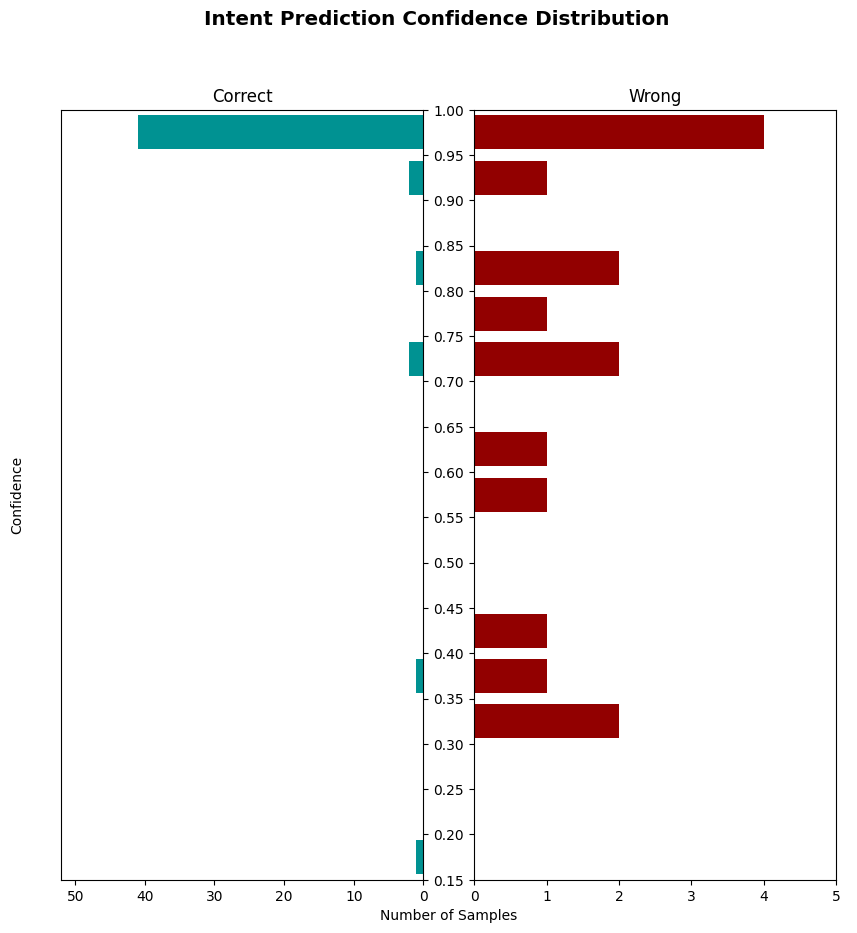 Intent Prediction Confidence Distribution
Correct
Wrong
1.00
0.95
0.90
0.85
0.80
0.75
0.70
0.65
0.60
0.55
0.50
0.45
0.40
0.35
0.30
0.25
0.20
0.15
Confidence
50 40 30 20 10 0
0 1 2 3 4 5
Number of Samples